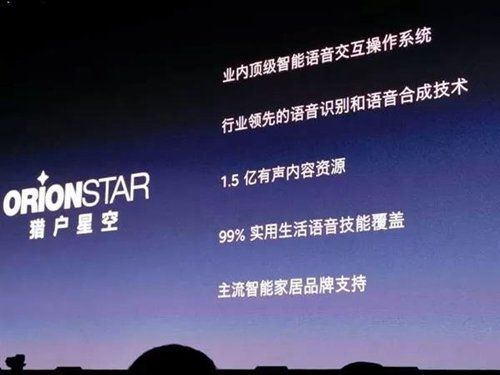 业内顶级智能语音交互操作系统
行业领先的语音识别和语音合成技术
1.5 亿有声内容资源
99% 实用生活语音技能覆盖
主流智能家居品牌支持
ORIONSTAR
猎户星空